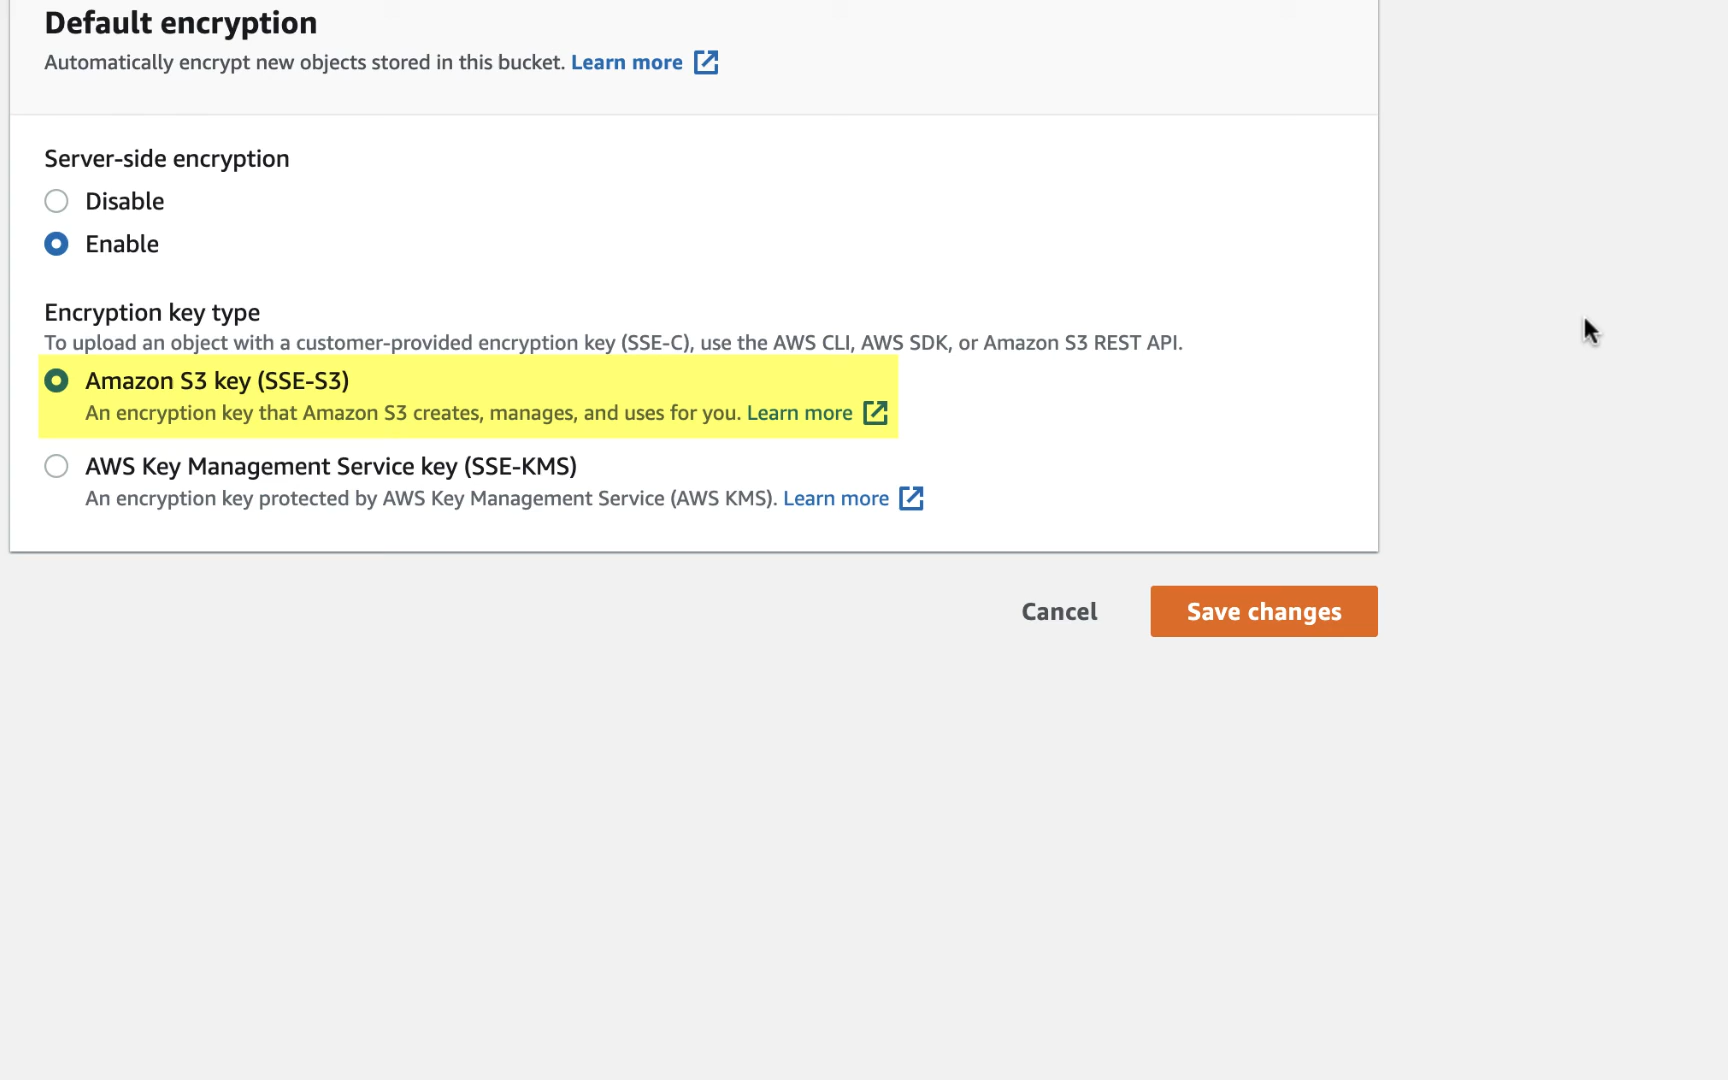 Default encryption
Automatically encrypt new objects stored in this bucket. Learn more
Server-side encryption
Disable
Enable
Encryption key type
To upload an object with a customer-provided encryption key (SSE-C), use the AWS CLI, AWS SDK, or Amazon S3 REST API.
Amazon S3 key (SSE-S3)
An encryption key that Amazon S3 creates, manages, and uses for you. Learn more
AWS Key Management Service key (SSE-KMS)
An encryption key protected by AWS Key Management Service (AWS KMS). Learn more
Cancel
Save changes